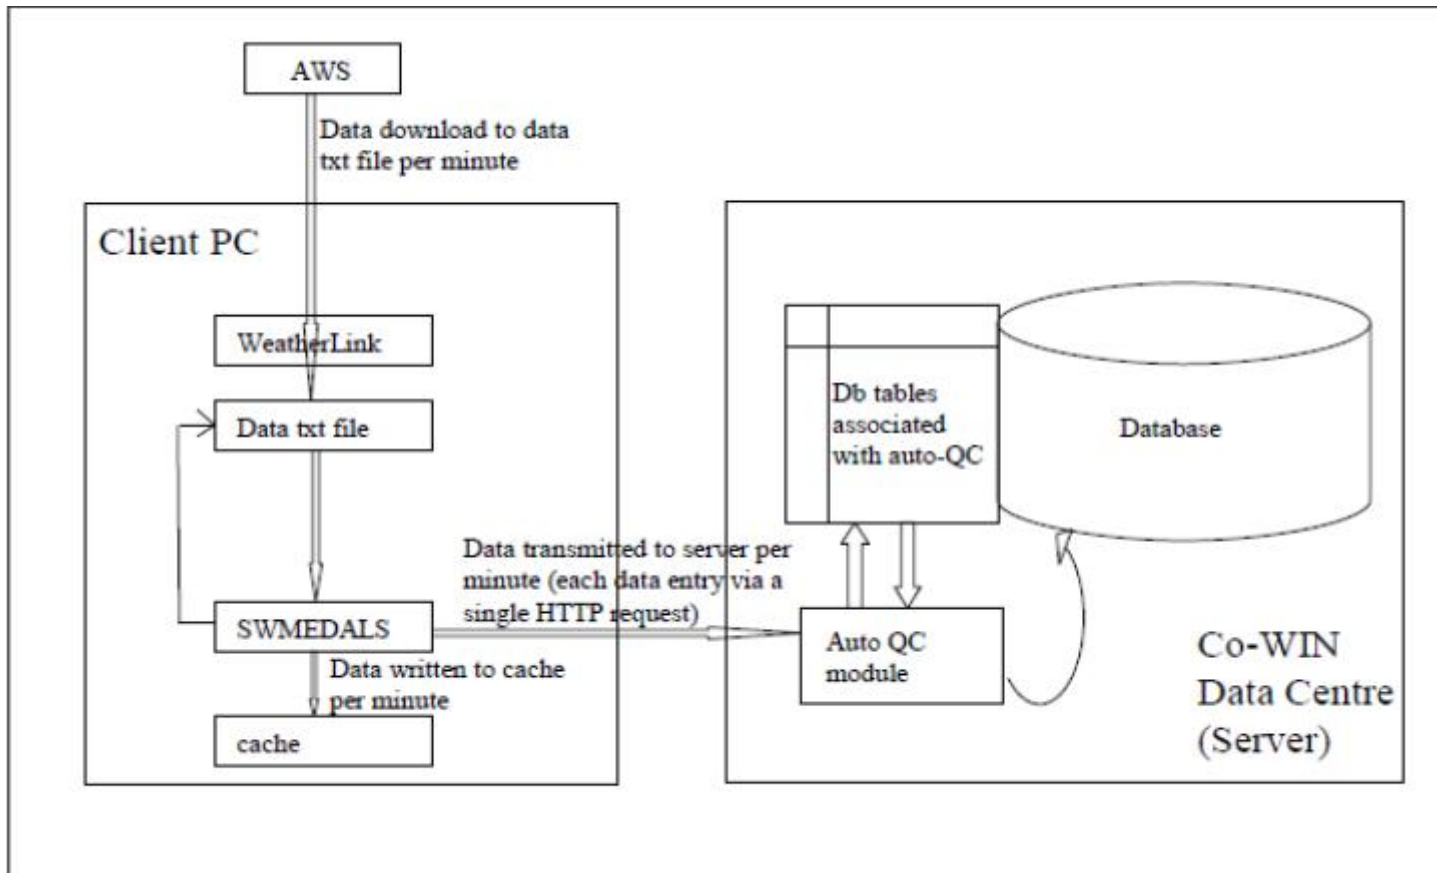 AWS
Data download to data
txt file per minute
Client PC
WeatherLink
Data txt file
SWMEDALS
Data written to cache
per minute
cache
Data transmitted to server per
minute (each data entry via a
single HTTP request)
Db tables
associated
with auto-QC
Database
Auto QC
module
Co-WIN
Data Centre
(Server)